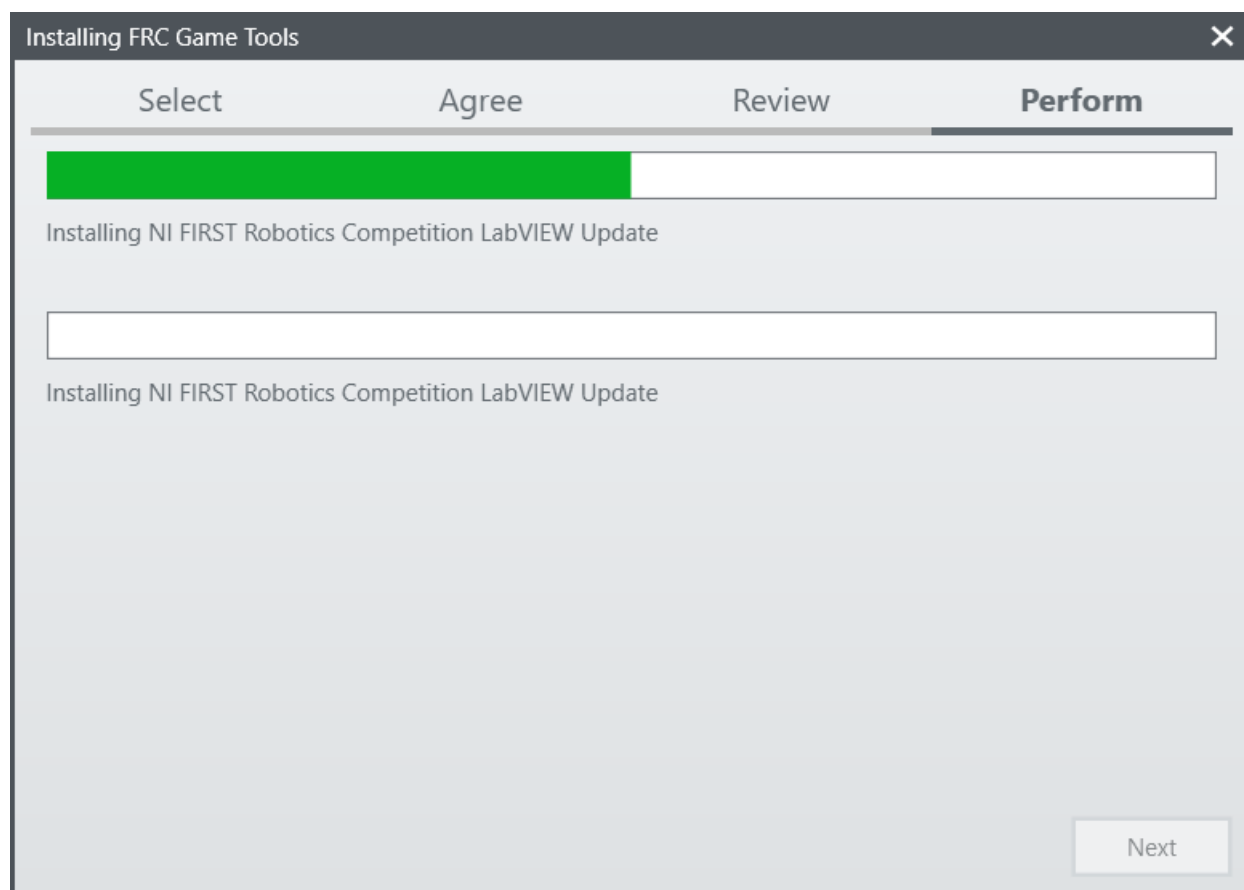 Installing FRC Game Tools
Select Agree Review Perform
Installing NI FIRST Robotics Competition LabVIEW Update
Installing NI FIRST Robotics Competition LabVIEW Update
Next